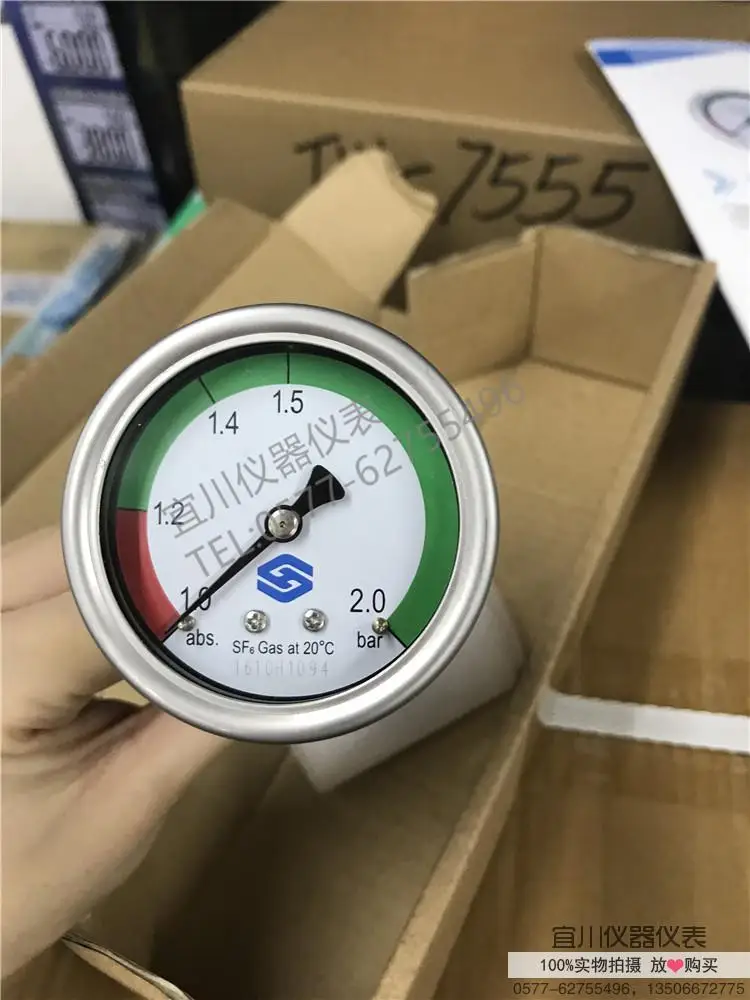 7555
1.5
1.4
1.2
1.0
2.0
abs.
bar
SF₆ Gas at 20°C
1610H1094
宜川仪器仪表
TEL:0577-62755496
宜川仪器仪表
100%实物拍摄 放❤购买
0577-62755496, 13506672775